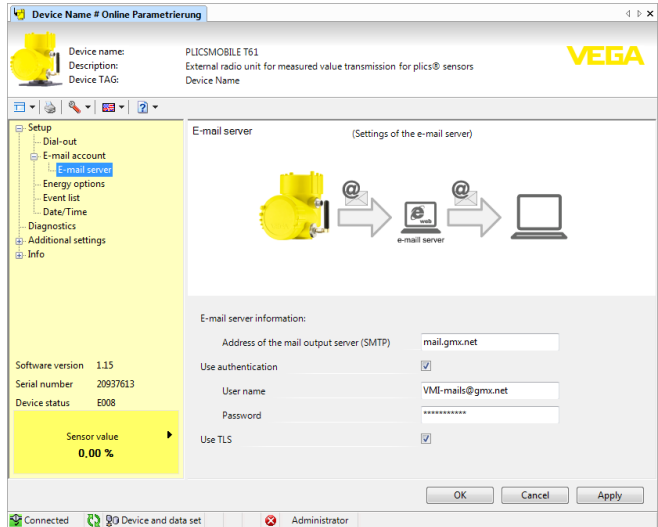 Device Name # Online Parametrierung
Device name: PLICSMOBILE T61
Description: External radio unit for measured value transmission for plics® sensors
Device TAG: Device Name
VEGA
Setup
Dial-out
E-mail account
E-mail server
Energy options
Event list
Date/Time
Diagnostics
Additional settings
Info
Software version 1.15
Serial number 20937613
Device status E008
Sensor value
0,00 %
E-mail server (Settings of the e-mail server)
@ @
web
e-mail server
E-mail server information:
Address of the mail output server (SMTP) mail.gmx.net
Use authentication
User name VMI-mails@gmx.net
Password ***********
Use TLS
OK Cancel Apply
Connected Device and data set Administrator